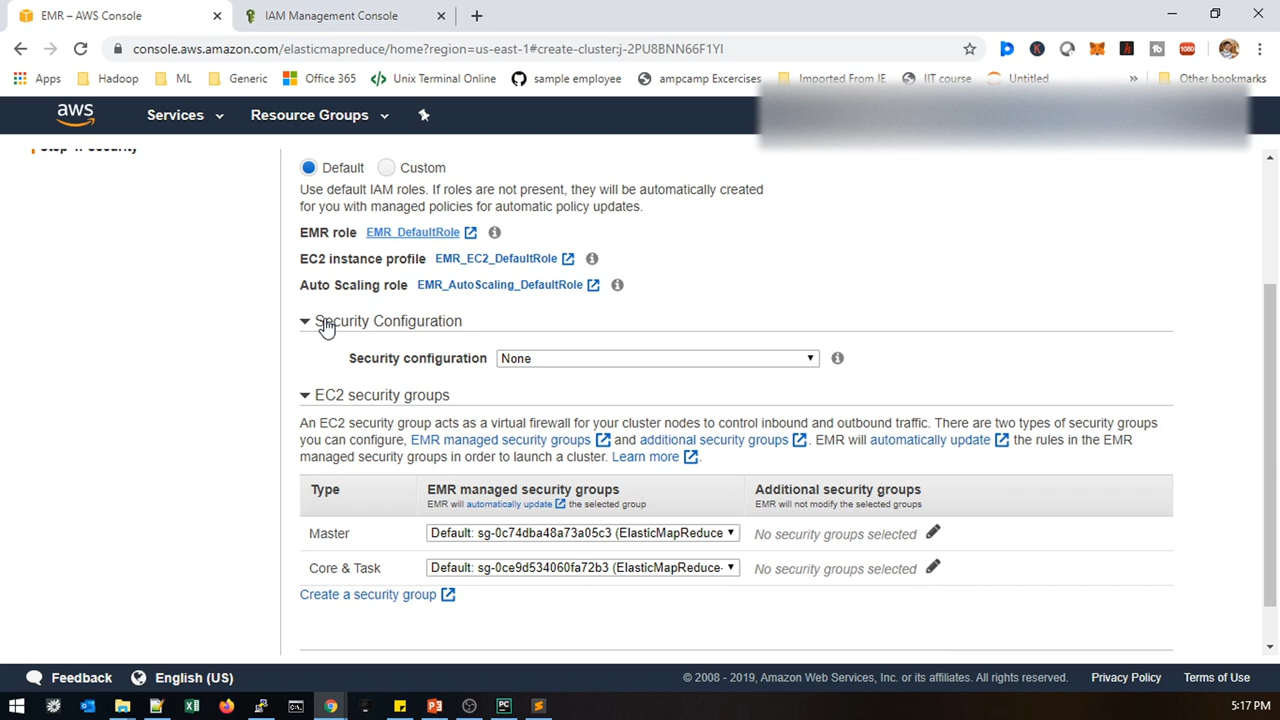 EMR – AWS Console
IAM Management Console
console.aws.amazon.com/elasticmapreduce/home?region=us-east-1#create-cluster:j-2PU8BNN66F1YI
Apps
Hadoop
ML
Generic
Office 365
Unix Terminal Online
sample employee
ampcamp Excercises
Imported From IE
IIT course
Untitled
»
Other bookmarks
aws
Services
Resource Groups
Step 4: Security
Default
Custom
Use default IAM roles. If roles are not present, they will be automatically created
for you with managed policies for automatic policy updates.
EMR role EMR_DefaultRole
EC2 instance profile EMR_EC2_DefaultRole
Auto Scaling role EMR_AutoScaling_DefaultRole
Security Configuration
Security configuration None
EC2 security groups
An EC2 security group acts as a virtual firewall for your cluster nodes to control inbound and outbound traffic. There are two types of security groups
you can configure, EMR managed security groups and additional security groups. EMR will automatically update the rules in the EMR
managed security groups in order to launch a cluster. Learn more.
Type EMR managed security groups Additional security groups
EMR will automatically update the selected group EMR will not modify the selected groups
Master Default: sg-0c74dba48a73a05c3 (ElasticMapReduce No security groups selected
Core & Task Default: sg-0ce9d534060fa72b3 (ElasticMapReduce- No security groups selected
Create a security group
Feedback English (US) © 2008 - 2019, Amazon Web Services, Inc. or its affiliates. All rights reserved. Privacy Policy Terms of Use
5:17 PM